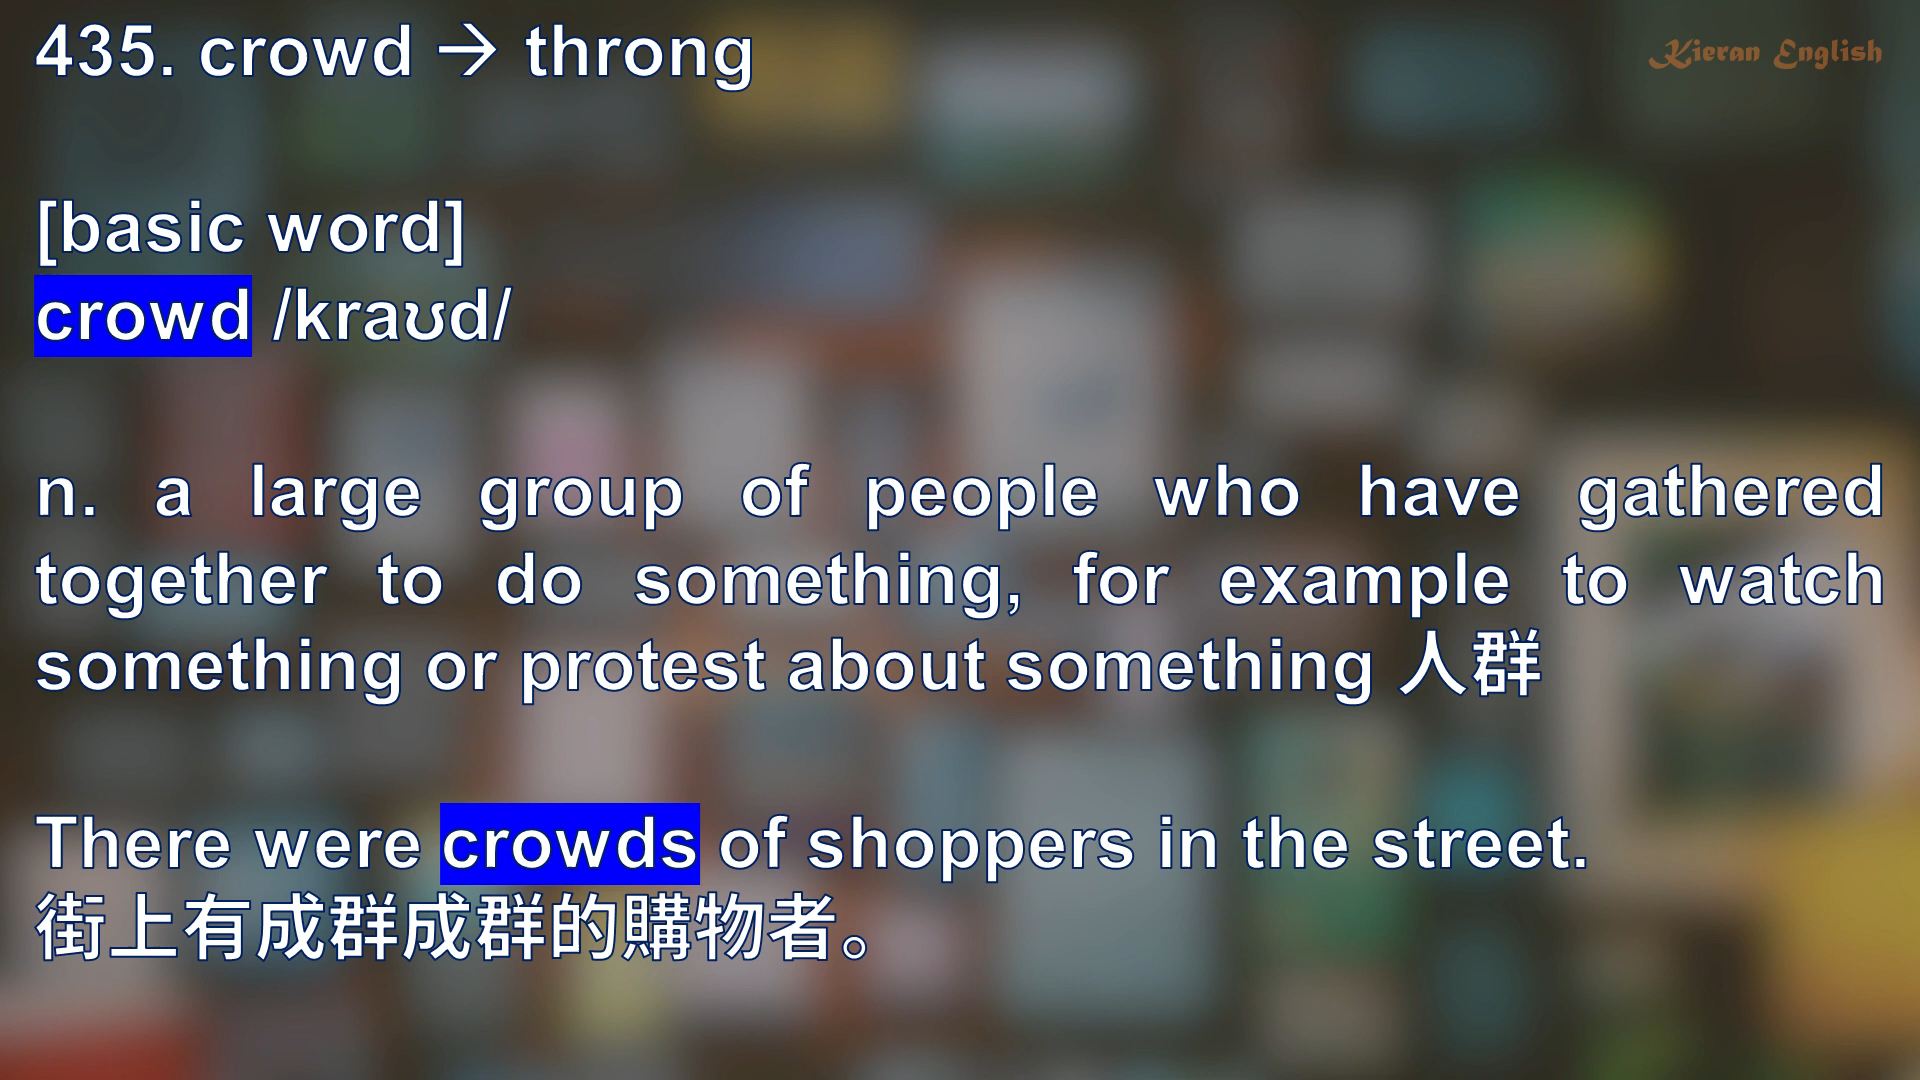 435. crowd → throng
Kieran English
[basic word]
crowd /kraʊd/
n. a large group of people who have gathered
together to do something, for example to watch
something or protest about something 人群
There were crowds of shoppers in the street.
街上有成群成群的購物者。